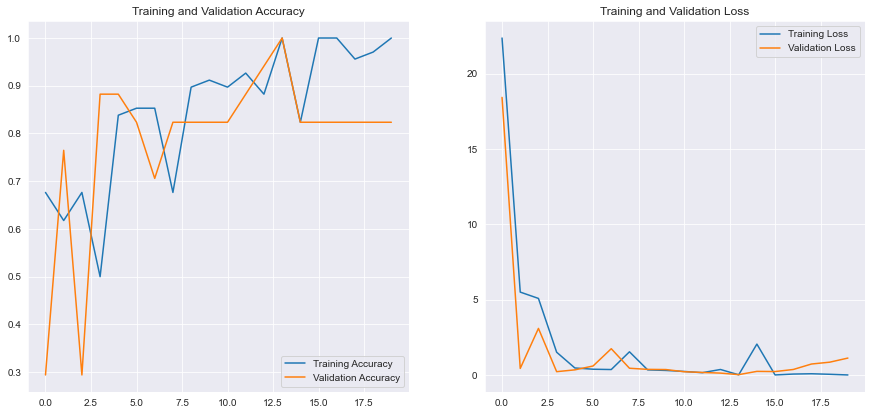 Training and Validation Accuracy
1.0
0.9
0.8
0.7
0.6
0.5
0.4
0.3
0.0 2.5 5.0 7.5 10.0 12.5 15.0 17.5
Training Accuracy
Validation Accuracy
Training and Validation Loss
Training Loss
Validation Loss
20
15
10
5
0
0.0 2.5 5.0 7.5 10.0 12.5 15.0 17.5